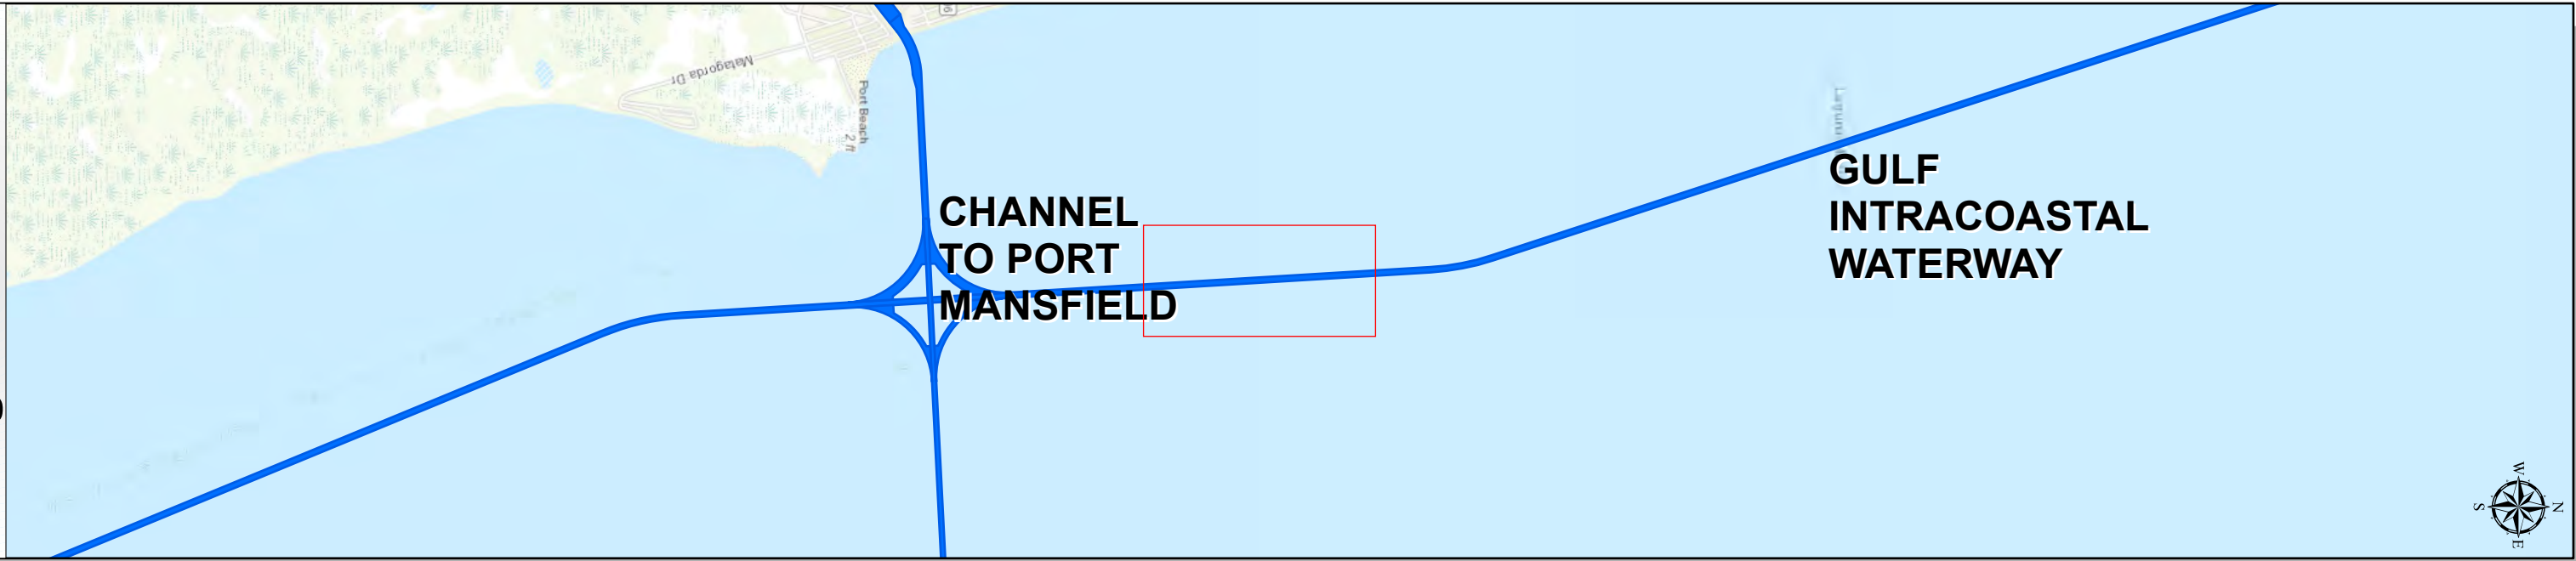 Matagorda Dr
Port Beach
2 ft
CHANNEL
TO PORT
MANSFIELD
GULF
INTRACOASTAL
WATERWAY
W
N
S
E